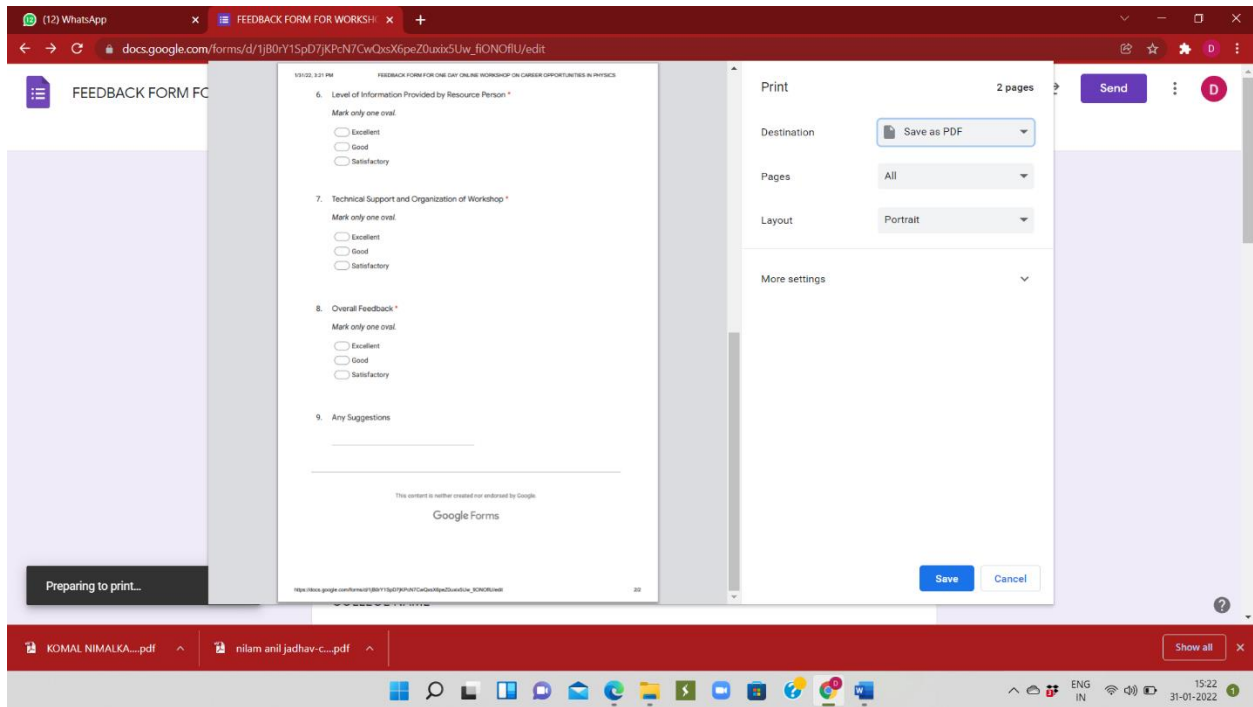 (12) WhatsApp
FEEDBACK FORM FOR WORKSH
docs.google.com/forms/d/1jB0rY1SpD7jKPcN7CwQxsX6peZ0uxix5Uw_fiONOflU/edit
FEEDBACK FORM FO
Send
D
1/31/22, 3:21 PM FEEDBACK FORM FOR ONE DAY ONLINE WORKSHOP ON CAREER OPPORTUNITIES IN PHYSICS
6. Level of Information Provided by Resource Person *
Mark only one oval.
Excellent
Good
Satisfactory
7. Technical Support and Organization of Workshop *
Mark only one oval.
Excellent
Good
Satisfactory
8. Overall Feedback *
Mark only one oval.
Excellent
Good
Satisfactory
9. Any Suggestions
This content is neither created nor endorsed by Google.
Google Forms
2/2
Print 2 pages
Destination Save as PDF
Pages All
Layout Portrait
More settings
Save Cancel
Preparing to print...
KOMAL NIMALKA....pdf
nilam anil jadhav-c....pdf
Show all
ENG
IN
15:22
31-01-2022
1